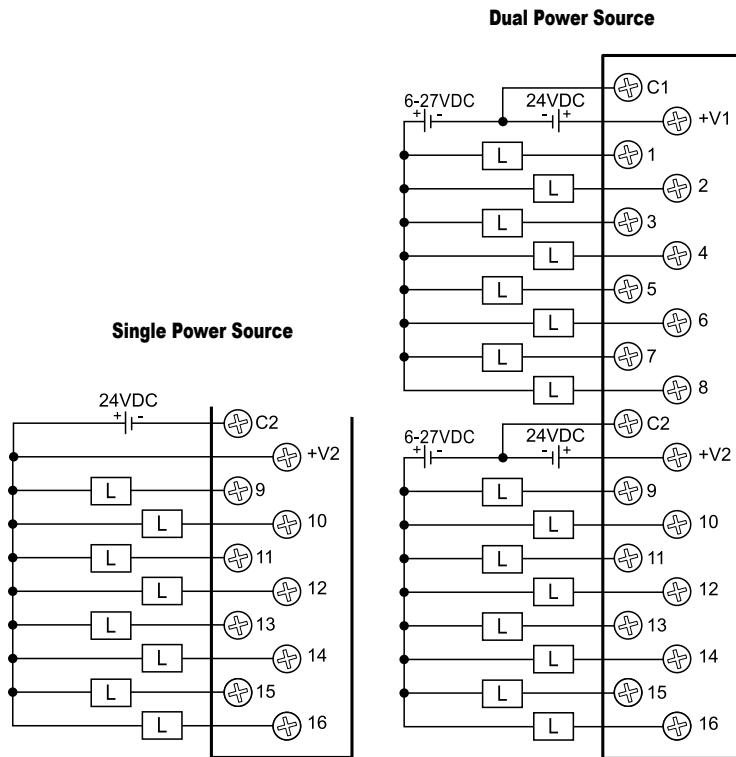 Dual Power Source
C1
6-27VDC 24VDC
+ - - + +V1
L 1
L 2
L 3
L 4
L 5
L 6
L 7
L 8
C2
6-27VDC 24VDC
+ - - + +V2
L 9
L 10
L 11
L 12
L 13
L 14
L 15
L 16
Single Power Source
24VDC
+ - C2
+V2
L 9
L 10
L 11
L 12
L 13
L 14
L 15
L 16